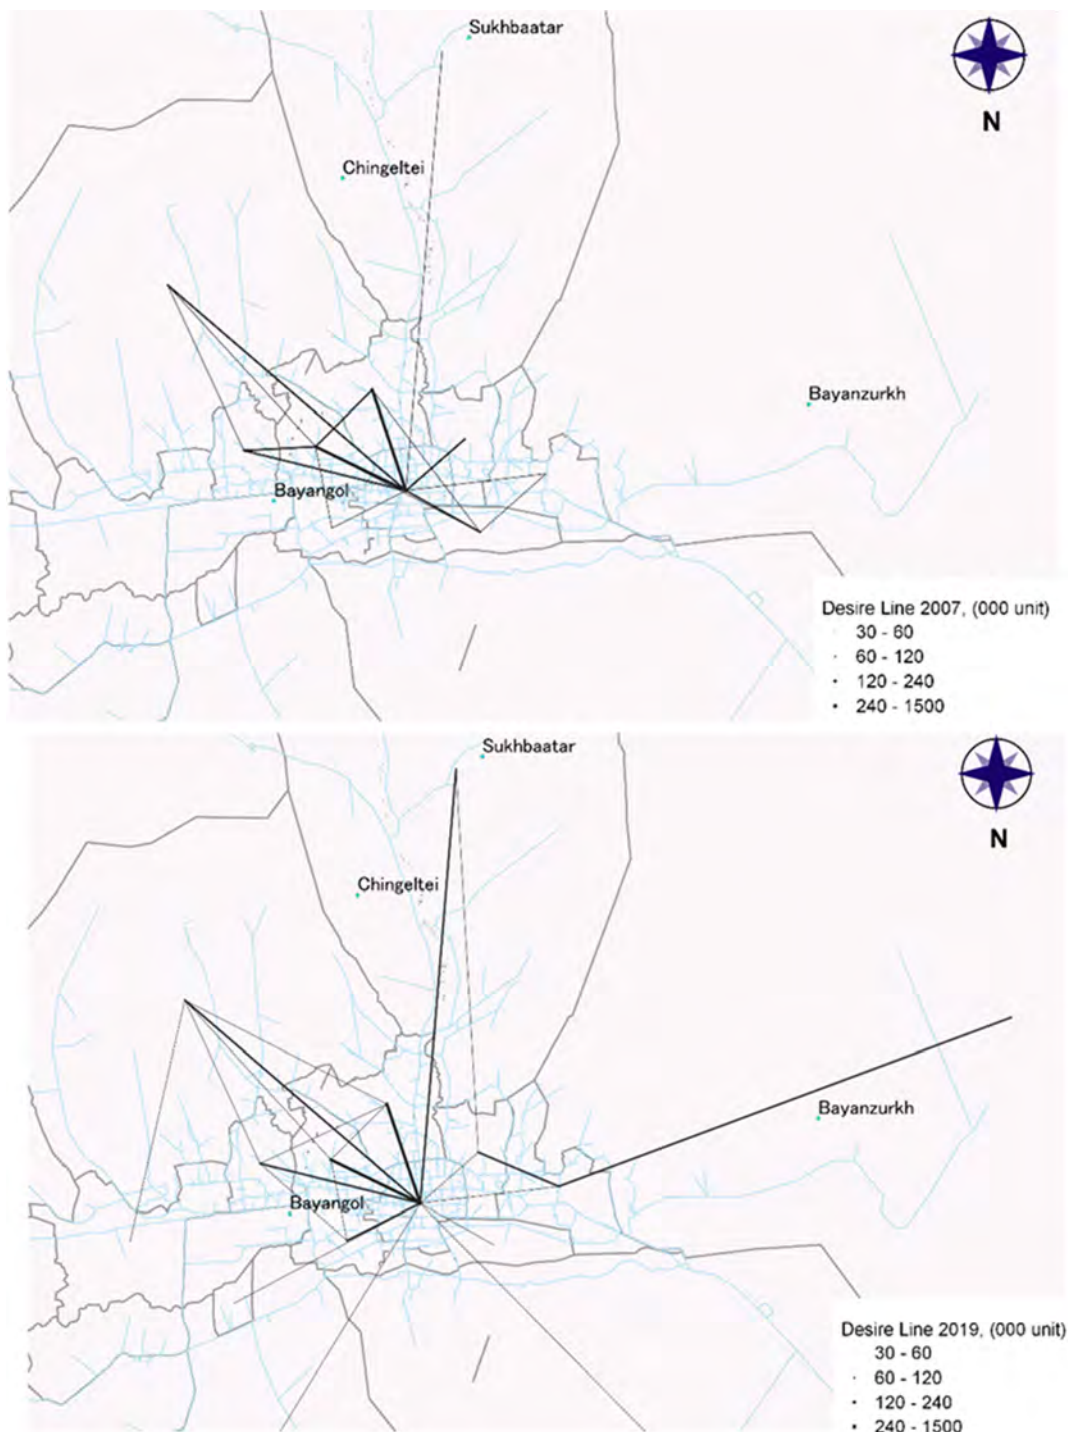 Sukhbaatar
N
Chingeltei
Bayanzurkh
Bayangol
Desire Line 2007, (000 unit)
30 - 60
60 - 120
120 - 240
240 - 1500
Sukhbaatar
N
Chingeltei
Bayanzurkh
Bayangol
Desire Line 2019, (000 unit)
30 - 60
60 - 120
120 - 240
240 - 1500